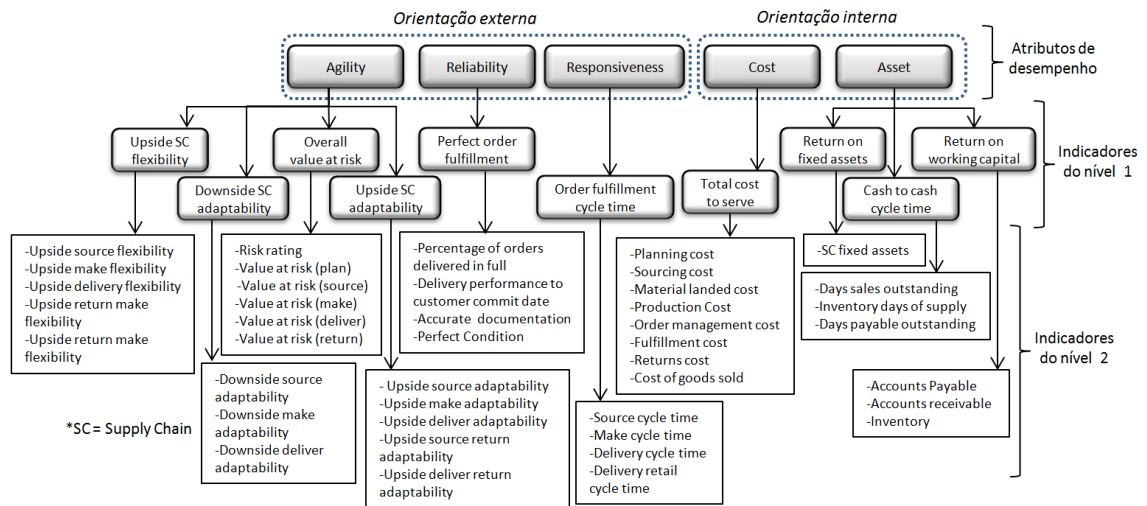 Orientação externa
Orientação interna
Agility
Reliability
Responsiveness
Cost
Asset
Atributos de
desempenho
Upside SC
flexibility
Overall
value at risk
Perfect order
fulfillment
Return on
fixed assets
Return on
working capital
Indicadores
do nível 1
Downside SC
adaptability
Upside SC
adaptability
Order fulfillment
cycle time
Total cost
to serve
Cash to cash
cycle time
-Upside source flexibility
-Upside make flexibility
-Upside delivery flexibility
-Upside return make
flexibility
-Upside return make
flexibility
-Risk rating
-Value at risk (plan)
-Value at risk (source)
-Value at risk (make)
-Value at risk (deliver)
-Value at risk (return)
-Percentage of orders
delivered in full
-Delivery performance to
customer commit date
-Accurate documentation
-Perfect Condition
-Planning cost
-Sourcing cost
-Material landed cost
-Production Cost
-Order management cost
-Fulfillment cost
-Returns cost
-Cost of goods sold
-SC fixed assets
-Days sales outstanding
-Inventory days of supply
-Days payable outstanding
Indicadores
do nível 2
-Downside source
adaptability
-Downside make
adaptability
-Downside deliver
adaptability
- Upside source adaptability
-Upside make adaptability
-Upside deliver adaptability
-Upside source return
adaptability
-Upside deliver return
adaptability
-Source cycle time
-Make cycle time
-Delivery cycle time
-Delivery retail
cycle time
-Accounts Payable
-Accounts receivable
-Inventory
*SC = Supply Chain